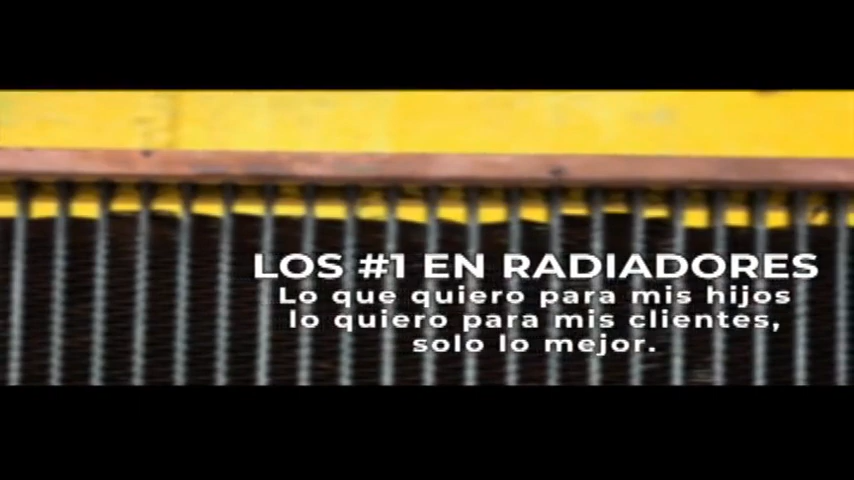 LOS #1 EN RADIADORES
Lo que quiero para mis hijos
lo quiero para mis clientes,
solo lo mejor.